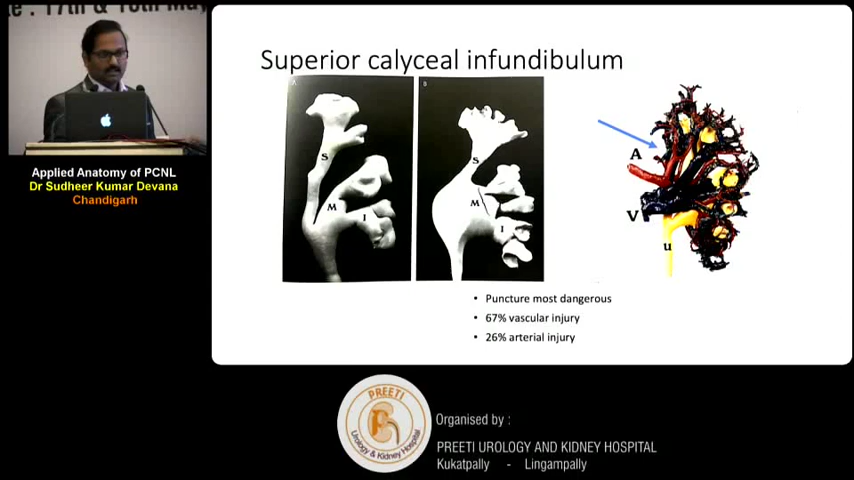 te : 17th & 18th May
Superior calyceal infundibulum
A
B
S
M
I
S
M
I
A
V
u
• Puncture most dangerous
• 67% vascular injury
• 26% arterial injury
Applied Anatomy of PCNL
Dr Sudheer Kumar Devana
Chandigarh
PREETI
Urology & Kidney Hospital
Organised by :
PREETI UROLOGY AND KIDNEY HOSPITAL
Kukatpally - Lingampally